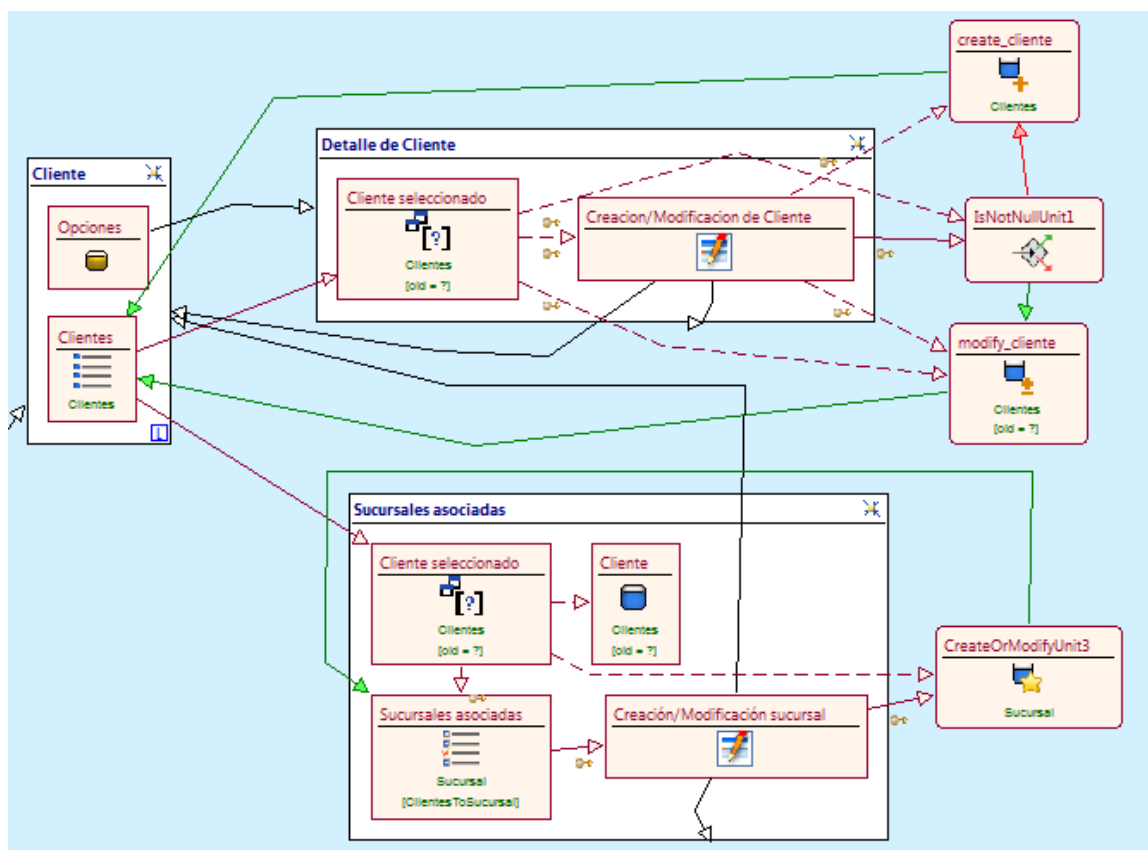 create_cliente
Clientes
Detalle de Cliente
Cliente
Opciones
Clientes
Clientes
Cliente seleccionado
[?]
Clientes
[oid = ?]
Creacion/Modificacion de Cliente
IsNotNullUnit1
modify_cliente
Clientes
[oid = ?]
L
Sucursales asociadas
Cliente seleccionado
[?]
Clientes
[oid = ?]
Cliente
Clientes
[oid = ?]
CreateOrModifyUnit3
Sucursal
Sucursales asociadas
Sucursal
[ClientesToSucursal]
Creación/Modificación sucursal